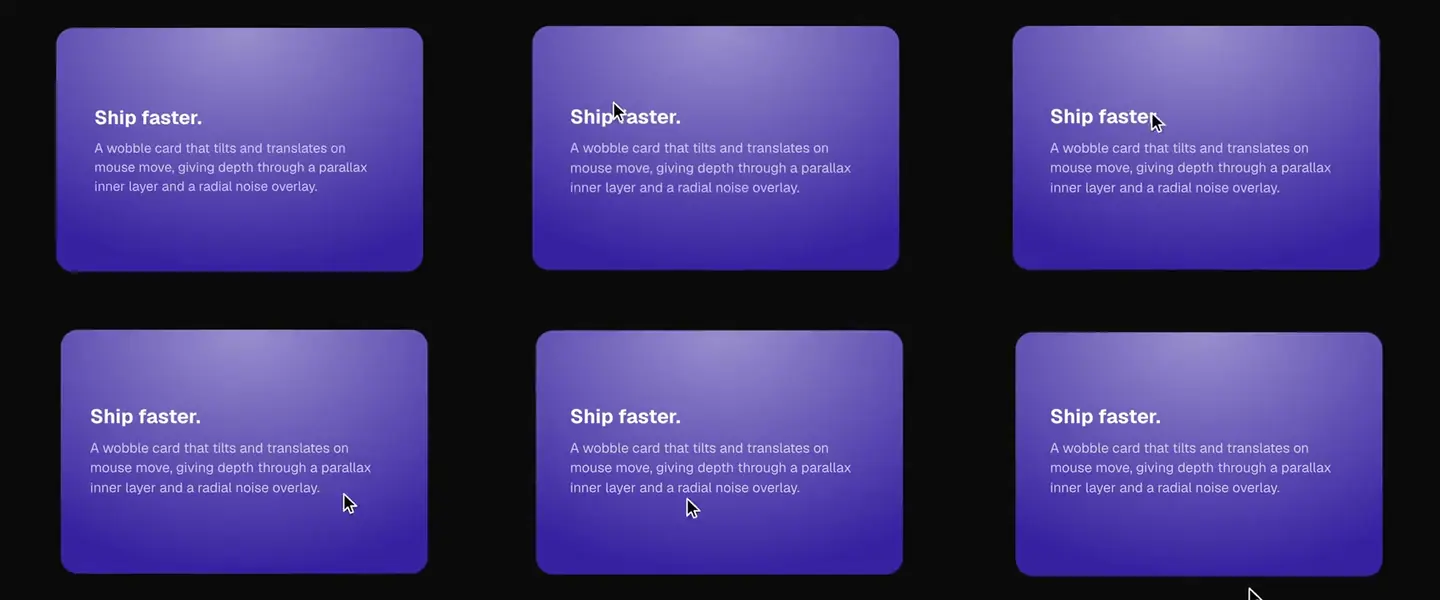 Ship faster.
A wobble card that tilts and translates on
mouse move, giving depth through a parallax
inner layer and a radial noise overlay.
Ship faster.
A wobble card that tilts and translates on
mouse move, giving depth through a parallax
inner layer and a radial noise overlay.
Ship faster.
A wobble card that tilts and translates on
mouse move, giving depth through a parallax
inner layer and a radial noise overlay.
Ship faster.
A wobble card that tilts and translates on
mouse move, giving depth through a parallax
inner layer and a radial noise overlay.
Ship faster.
A wobble card that tilts and translates on
mouse move, giving depth through a parallax
inner layer and a radial noise overlay.
Ship faster.
A wobble card that tilts and translates on
mouse move, giving depth through a parallax
inner layer and a radial noise overlay.